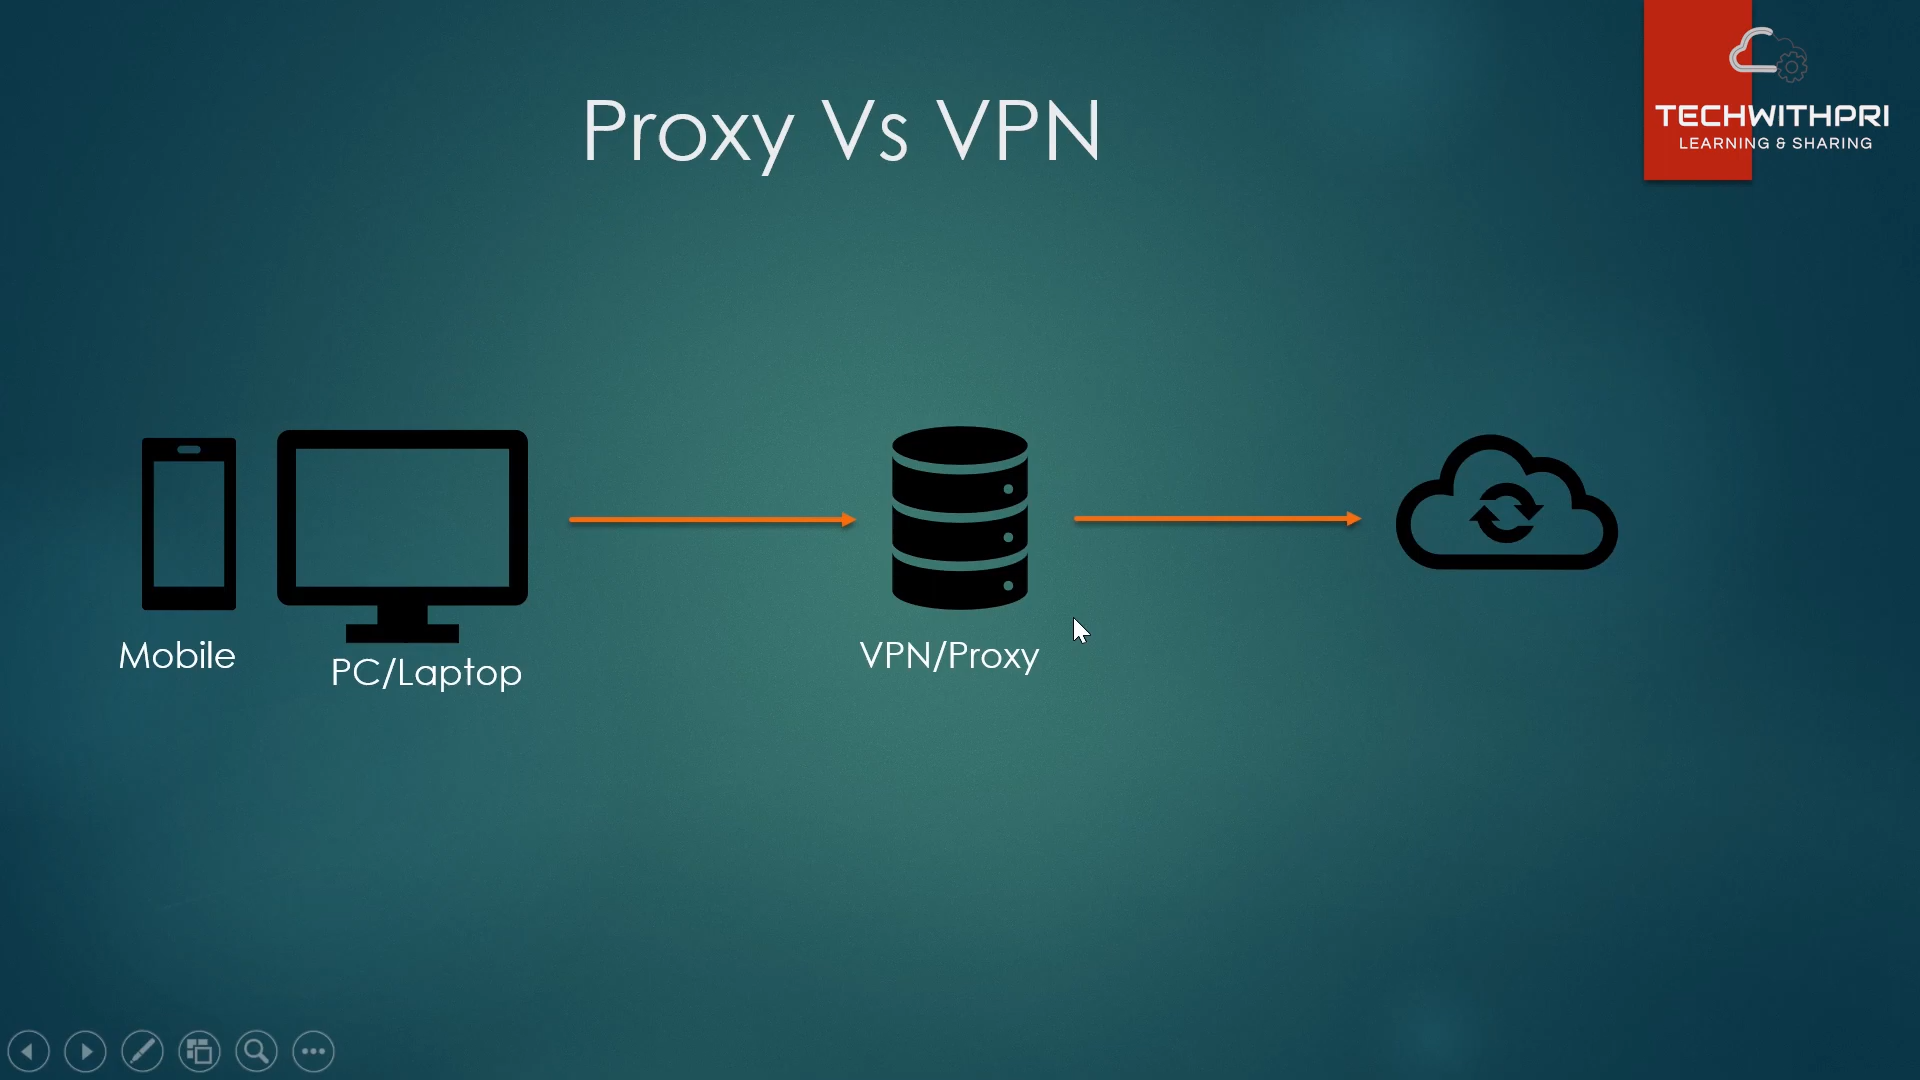 Proxy Vs VPN
TECHWITHPRI
LEARNING & SHARING
Mobile
PC/Laptop
VPN/Proxy